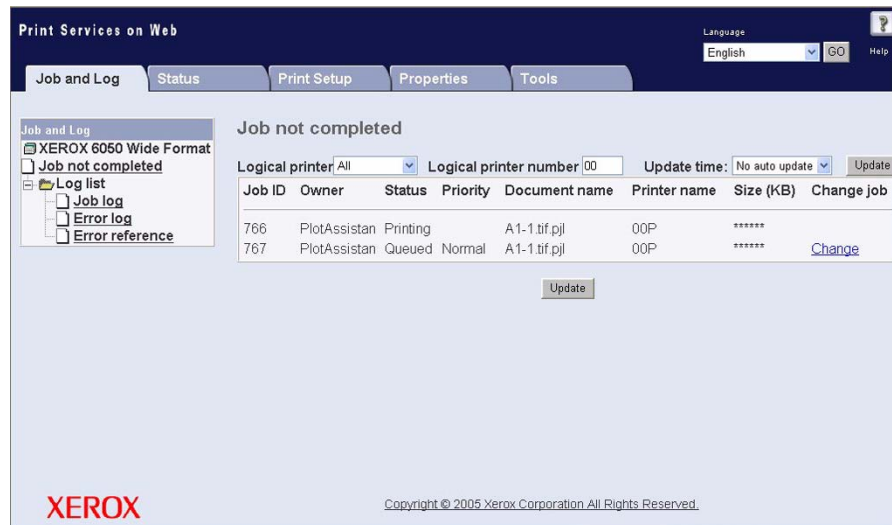 Print Services on Web
Language
English GO Help
Job and Log Status Print Setup Properties Tools
Job and Log
XEROX 6050 Wide Format
Job not completed
Log list
Job log
Error log
Error reference
Job not completed
Logical printer All Logical printer number 00 Update time: No auto update Update
Job ID Owner Status Priority Document name Printer name Size (KB) Change job
766 PlotAssistan Printing A1-1.tif.pjl 00P ******
767 PlotAssistan Queued Normal A1-1.tif.pjl 00P ****** Change
Update
XEROX
Copyright © 2005 Xerox Corporation All Rights Reserved.